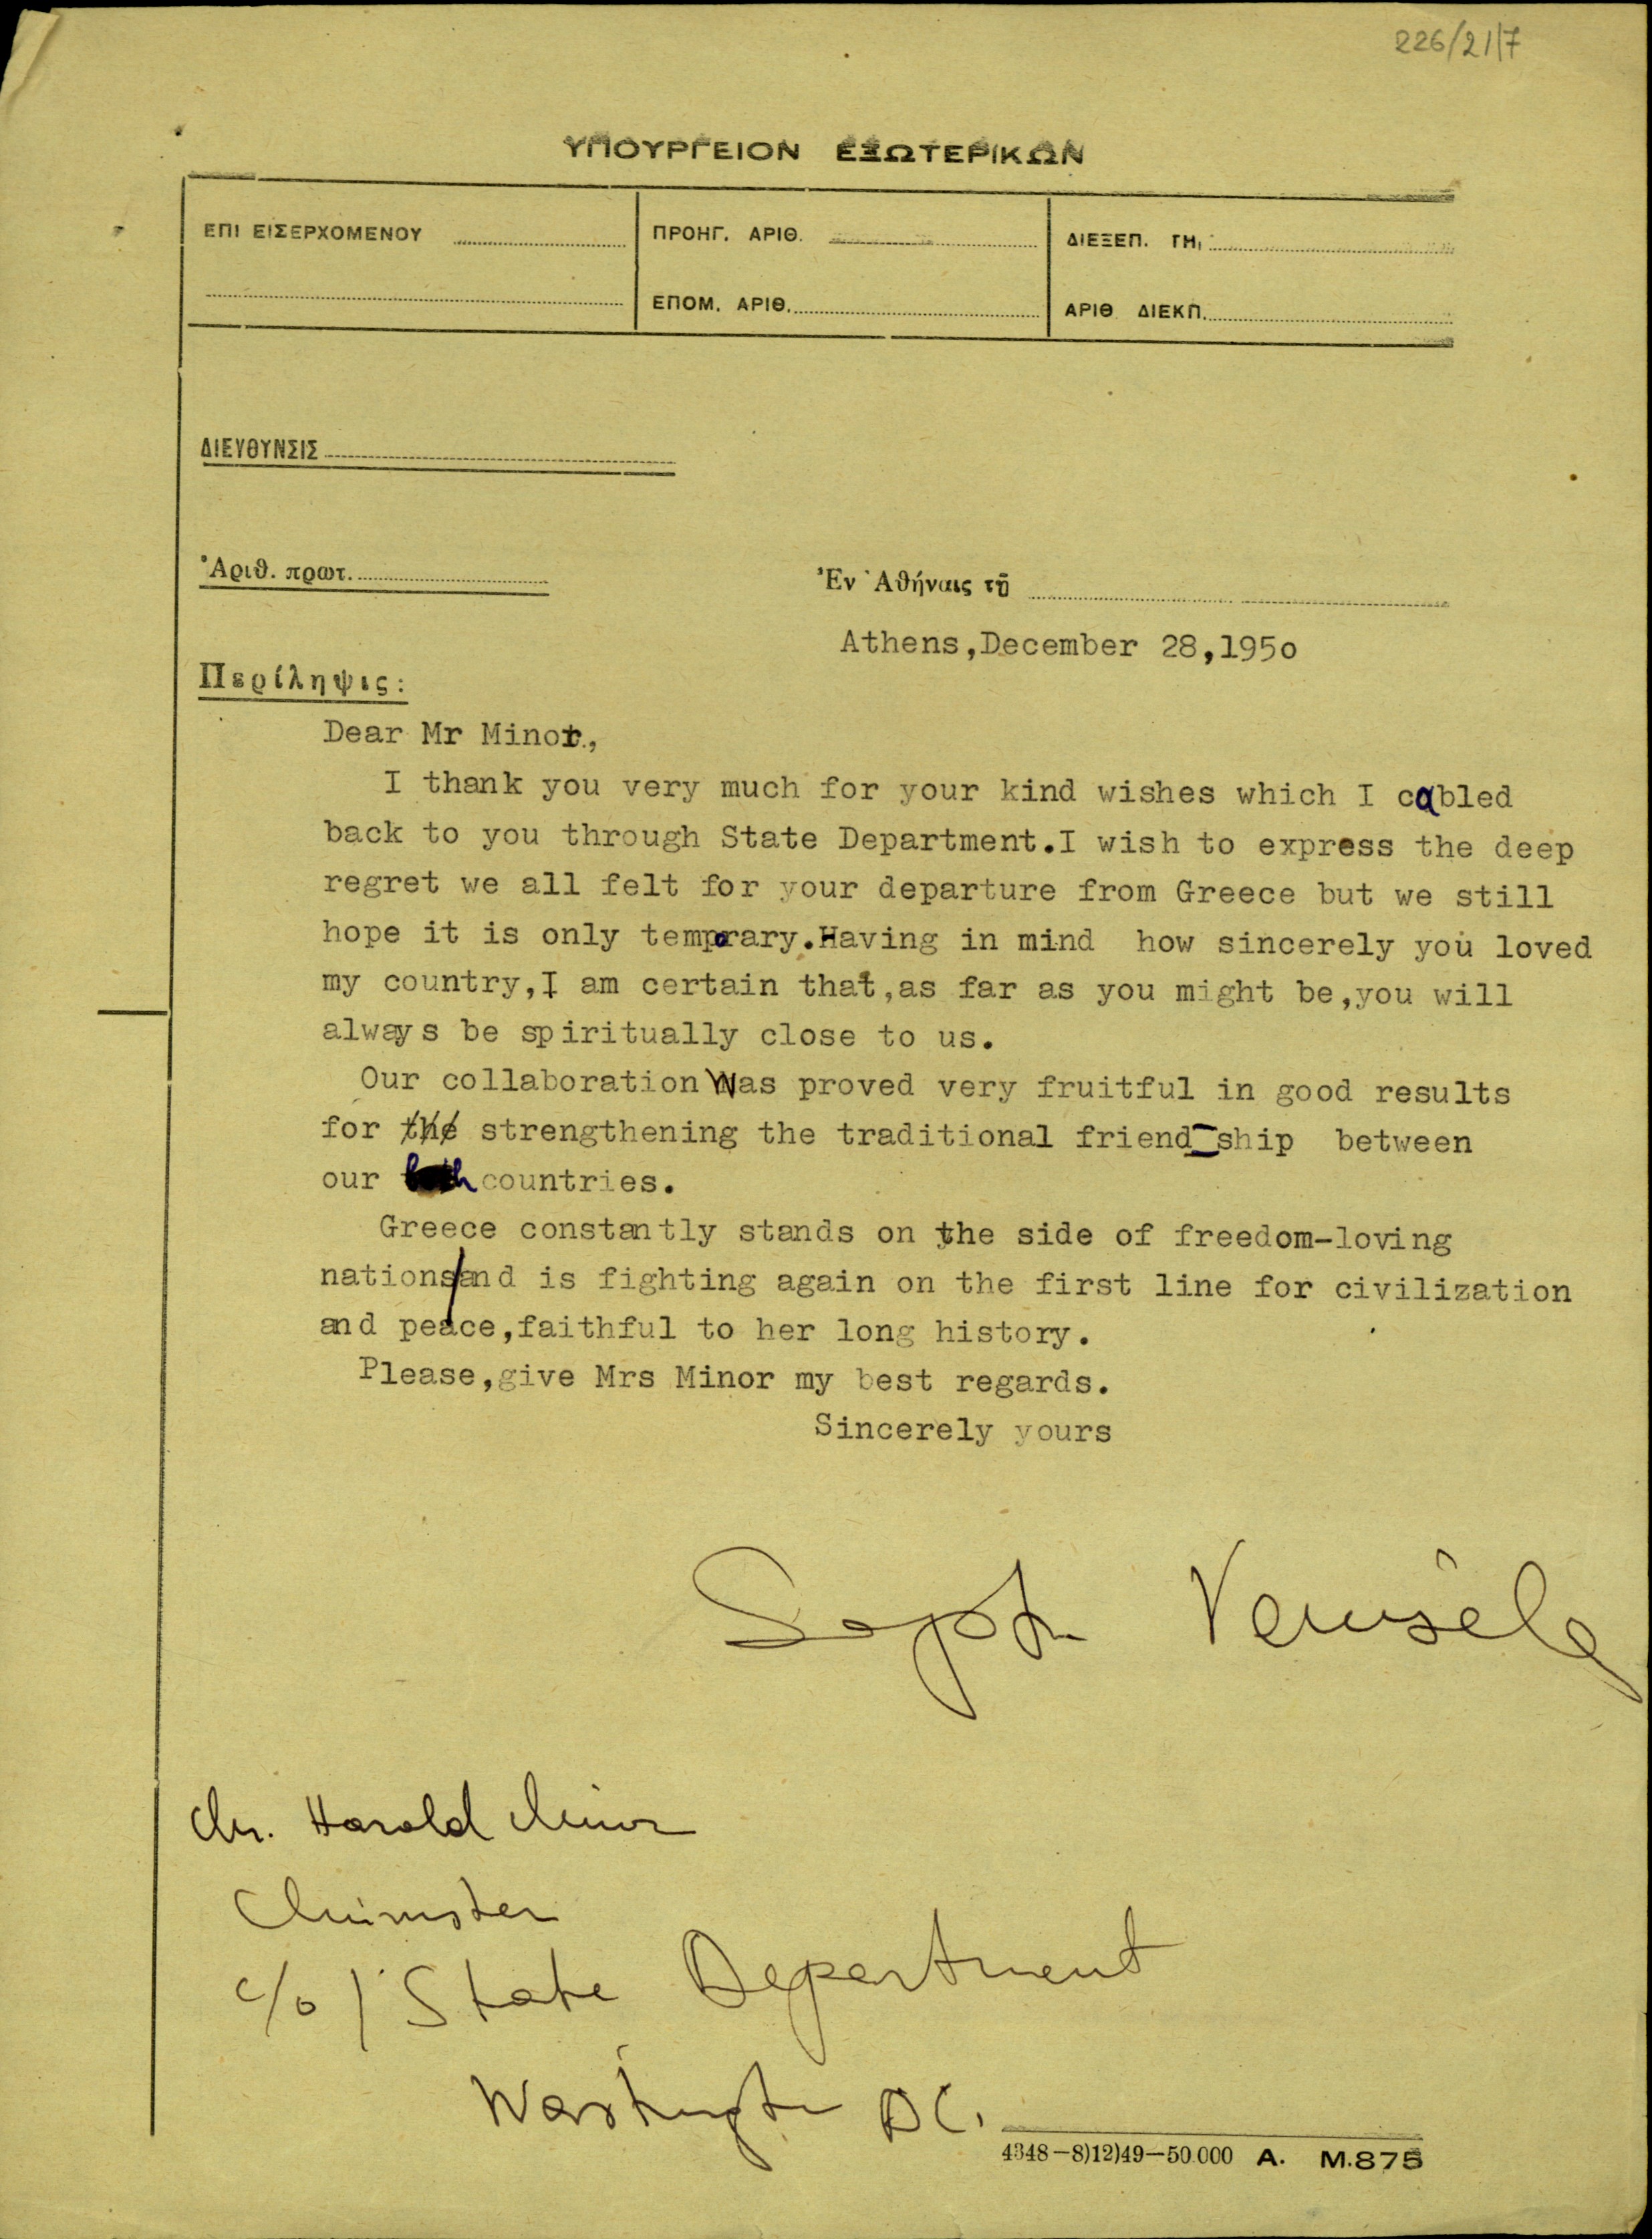 226/21/7
ΥΠΟΥΡΓΕΙΟΝ ΕΞΩΤΕΡΙΚΩΝ
ΕΠΙ ΕΙΣΕΡΧΟΜΕΝΟΥ
ΠΡΟΗΓ. ΑΡΙΘ.
ΕΠΟΜ. ΑΡΙΘ.
ΔΙΕΞΕΠ. ΤΗ,
ΑΡΙΘ ΔΙΕΚΠ.
ΔΙΕΥΘΥΝΣΙΣ
Ἀριθ. πρωτ.
Ἐν Ἀθήναις τῇ
Athens,December 28,1950
Περίληψις:
Dear Mr Minor,
I thank you very much for your kind wishes which I cabled
back to you through State Department.I wish to express the deep
regret we all felt for your departure from Greece but we still
hope it is only temporary.Having in mind how sincerely you loved
my country,I am certain that,as far as you might be,you will
always be spiritually close to us.
Our collaboration Was proved very fruitful in good results
for the strengthening the traditional friend-ship between
our both countries.
Greece constantly stands on the side of freedom-loving
nations/and is fighting again on the first line for civilization
and peace,faithful to her long history.
Please,give Mrs Minor my best regards.
Sincerely yours
Soph. Veniselos
Mr. Harold Minor
Minister
c/o / State Department
Washington DC.
4348-8)12)49-50.000 A. M.875